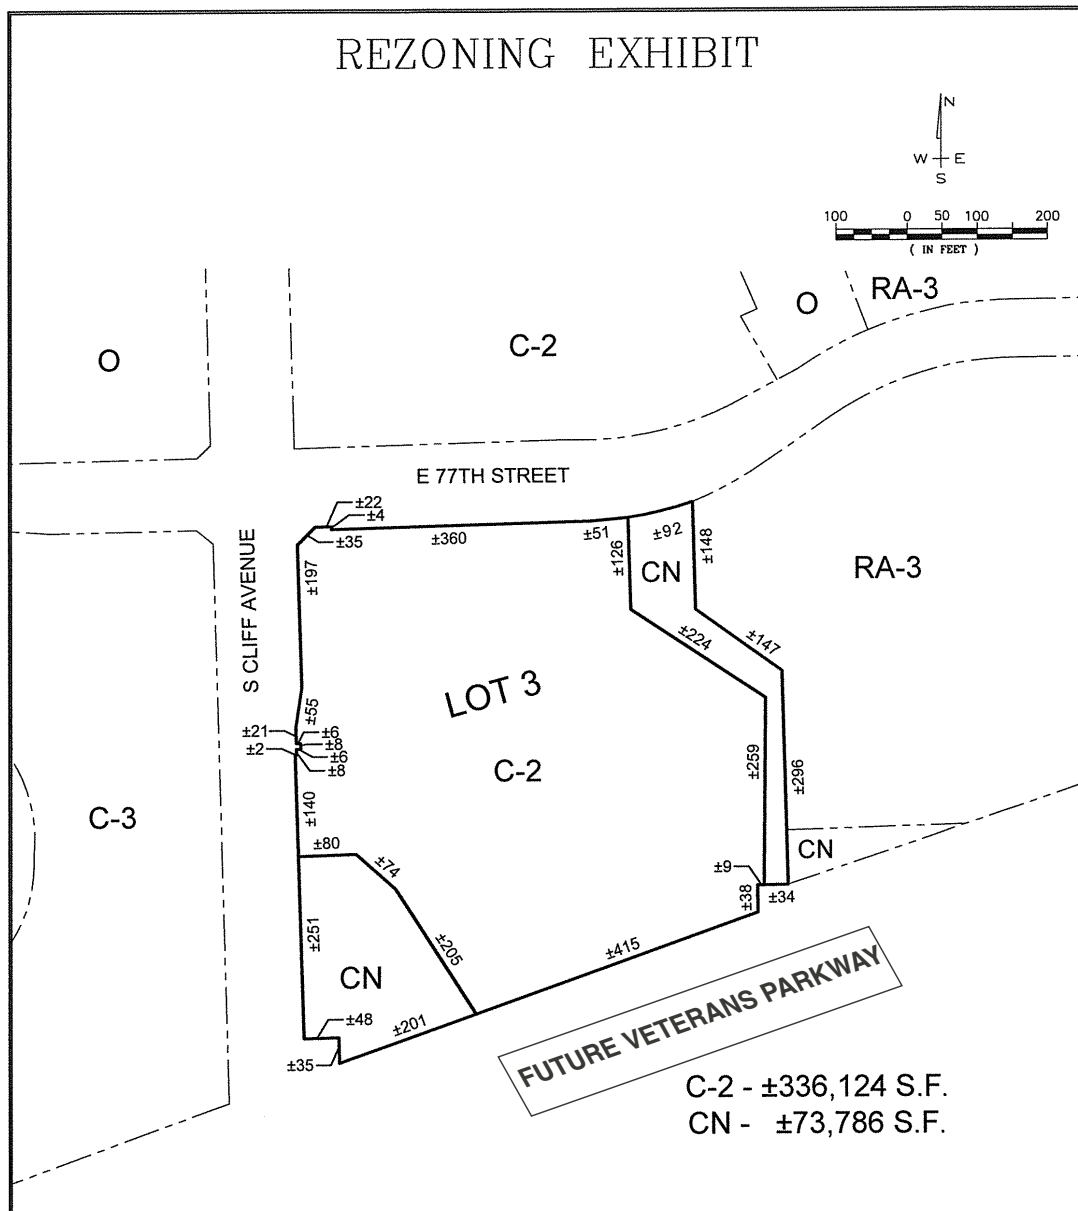 REZONING EXHIBIT
N
W E
S
100 0 50 100 200
( IN FEET )
RA-3
O
C-2
O
E 77TH STREET
±22
±4
±35
±360
±51
±92
±126
±148
CN
±197
S CLIFF AVENUE
RA-3
±224
±147
LOT 3
±55
±21
±6
±8
±2
±6
±8
C-2
±259
±296
±140
C-3
±80
±74
CN
±9
±38
±34
±251
±205
±415
CN
±48
±201
±35
FUTURE VETERANS PARKWAY
C-2 - ±336,124 S.F.
CN - ±73,786 S.F.